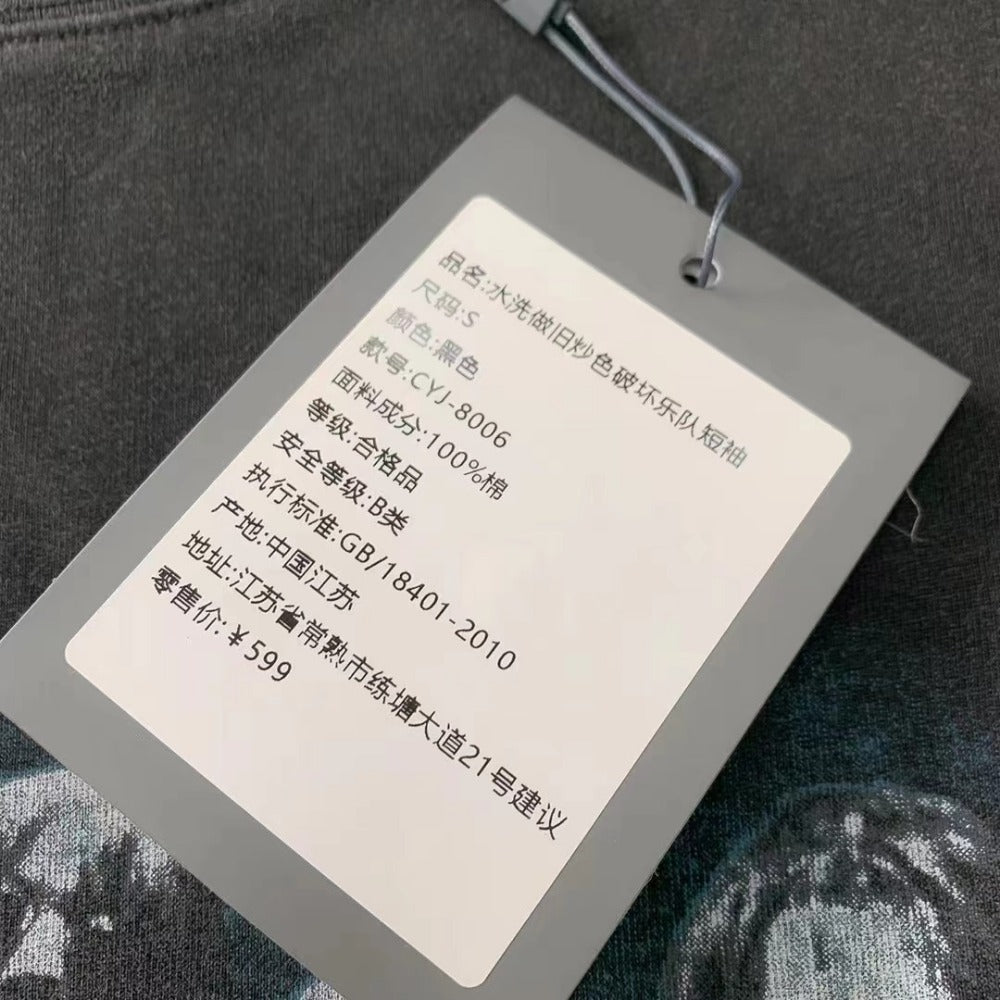 品名:水洗做旧炒色破坏乐队短袖
尺码:S
颜色:黑色
款号:CYJ-8006
面料成分:100%棉
等级:合格品
安全等级:B类
执行标准:GB/18401-2010
产地:中国江苏
地址:江苏省常熟市练塘大道21号建议
零售价:￥599